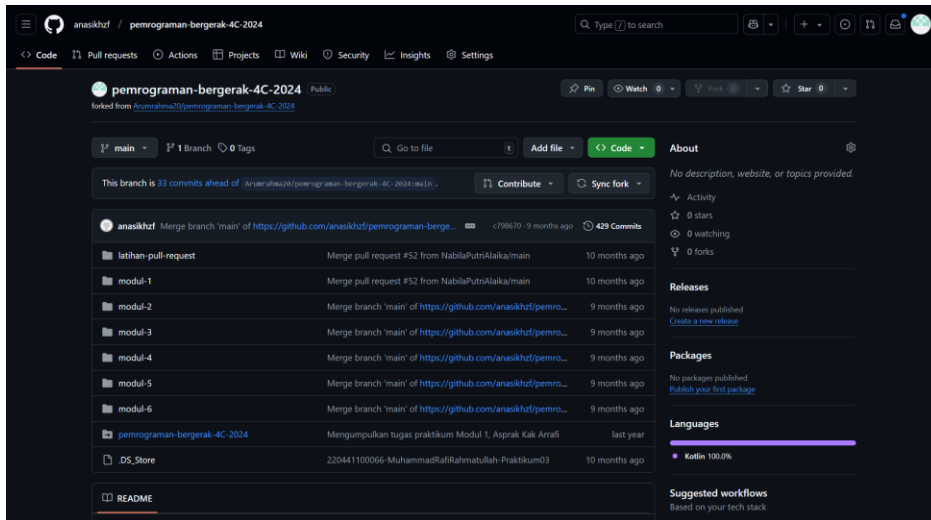 anasikhzf / pemrograman-bergerak-4C-2024
Type / to search
Code Pull requests Actions Projects Wiki Security Insights Settings
pemrograman-bergerak-4C-2024 Public
forked from Arumrahma20/pemrograman-bergerak-4C-2024
Pin Watch 0 Fork 0 Star 0
main 1 Branch 0 Tags Go to file t Add file Code
This branch is 33 commits ahead of Arumrahma20/pemrograman-bergerak-4C-2024:main . Contribute Sync fork
anasikhzf Merge branch 'main' of https://github.com/anasikhzf/pemrograman-berge... c798670 · 9 months ago 429 Commits
latihan-pull-request Merge pull request #52 from NabilaPutriAlaika/main 10 months ago
modul-1 Merge pull request #52 from NabilaPutriAlaika/main 10 months ago
modul-2 Merge branch 'main' of https://github.com/anasikhzf/pemro... 9 months ago
modul-3 Merge branch 'main' of https://github.com/anasikhzf/pemro... 9 months ago
modul-4 Merge branch 'main' of https://github.com/anasikhzf/pemro... 9 months ago
modul-5 Merge branch 'main' of https://github.com/anasikhzf/pemro... 9 months ago
modul-6 Merge branch 'main' of https://github.com/anasikhzf/pemro... 9 months ago
pemrograman-bergerak-4C-2024 Mengumpulkan tugas praktikum Modul 1, Asprak Kak Arrafi last year
.DS_Store 220441100066-MuhammadRafiRahmatullah-Praktikum03 10 months ago
README
About
No description, website, or topics provided.
Activity
0 stars
0 watching
0 forks
Releases
No releases published
Create a new release
Packages
No packages published
Publish your first package
Languages
Kotlin 100.0%
Suggested workflows
Based on your tech stack